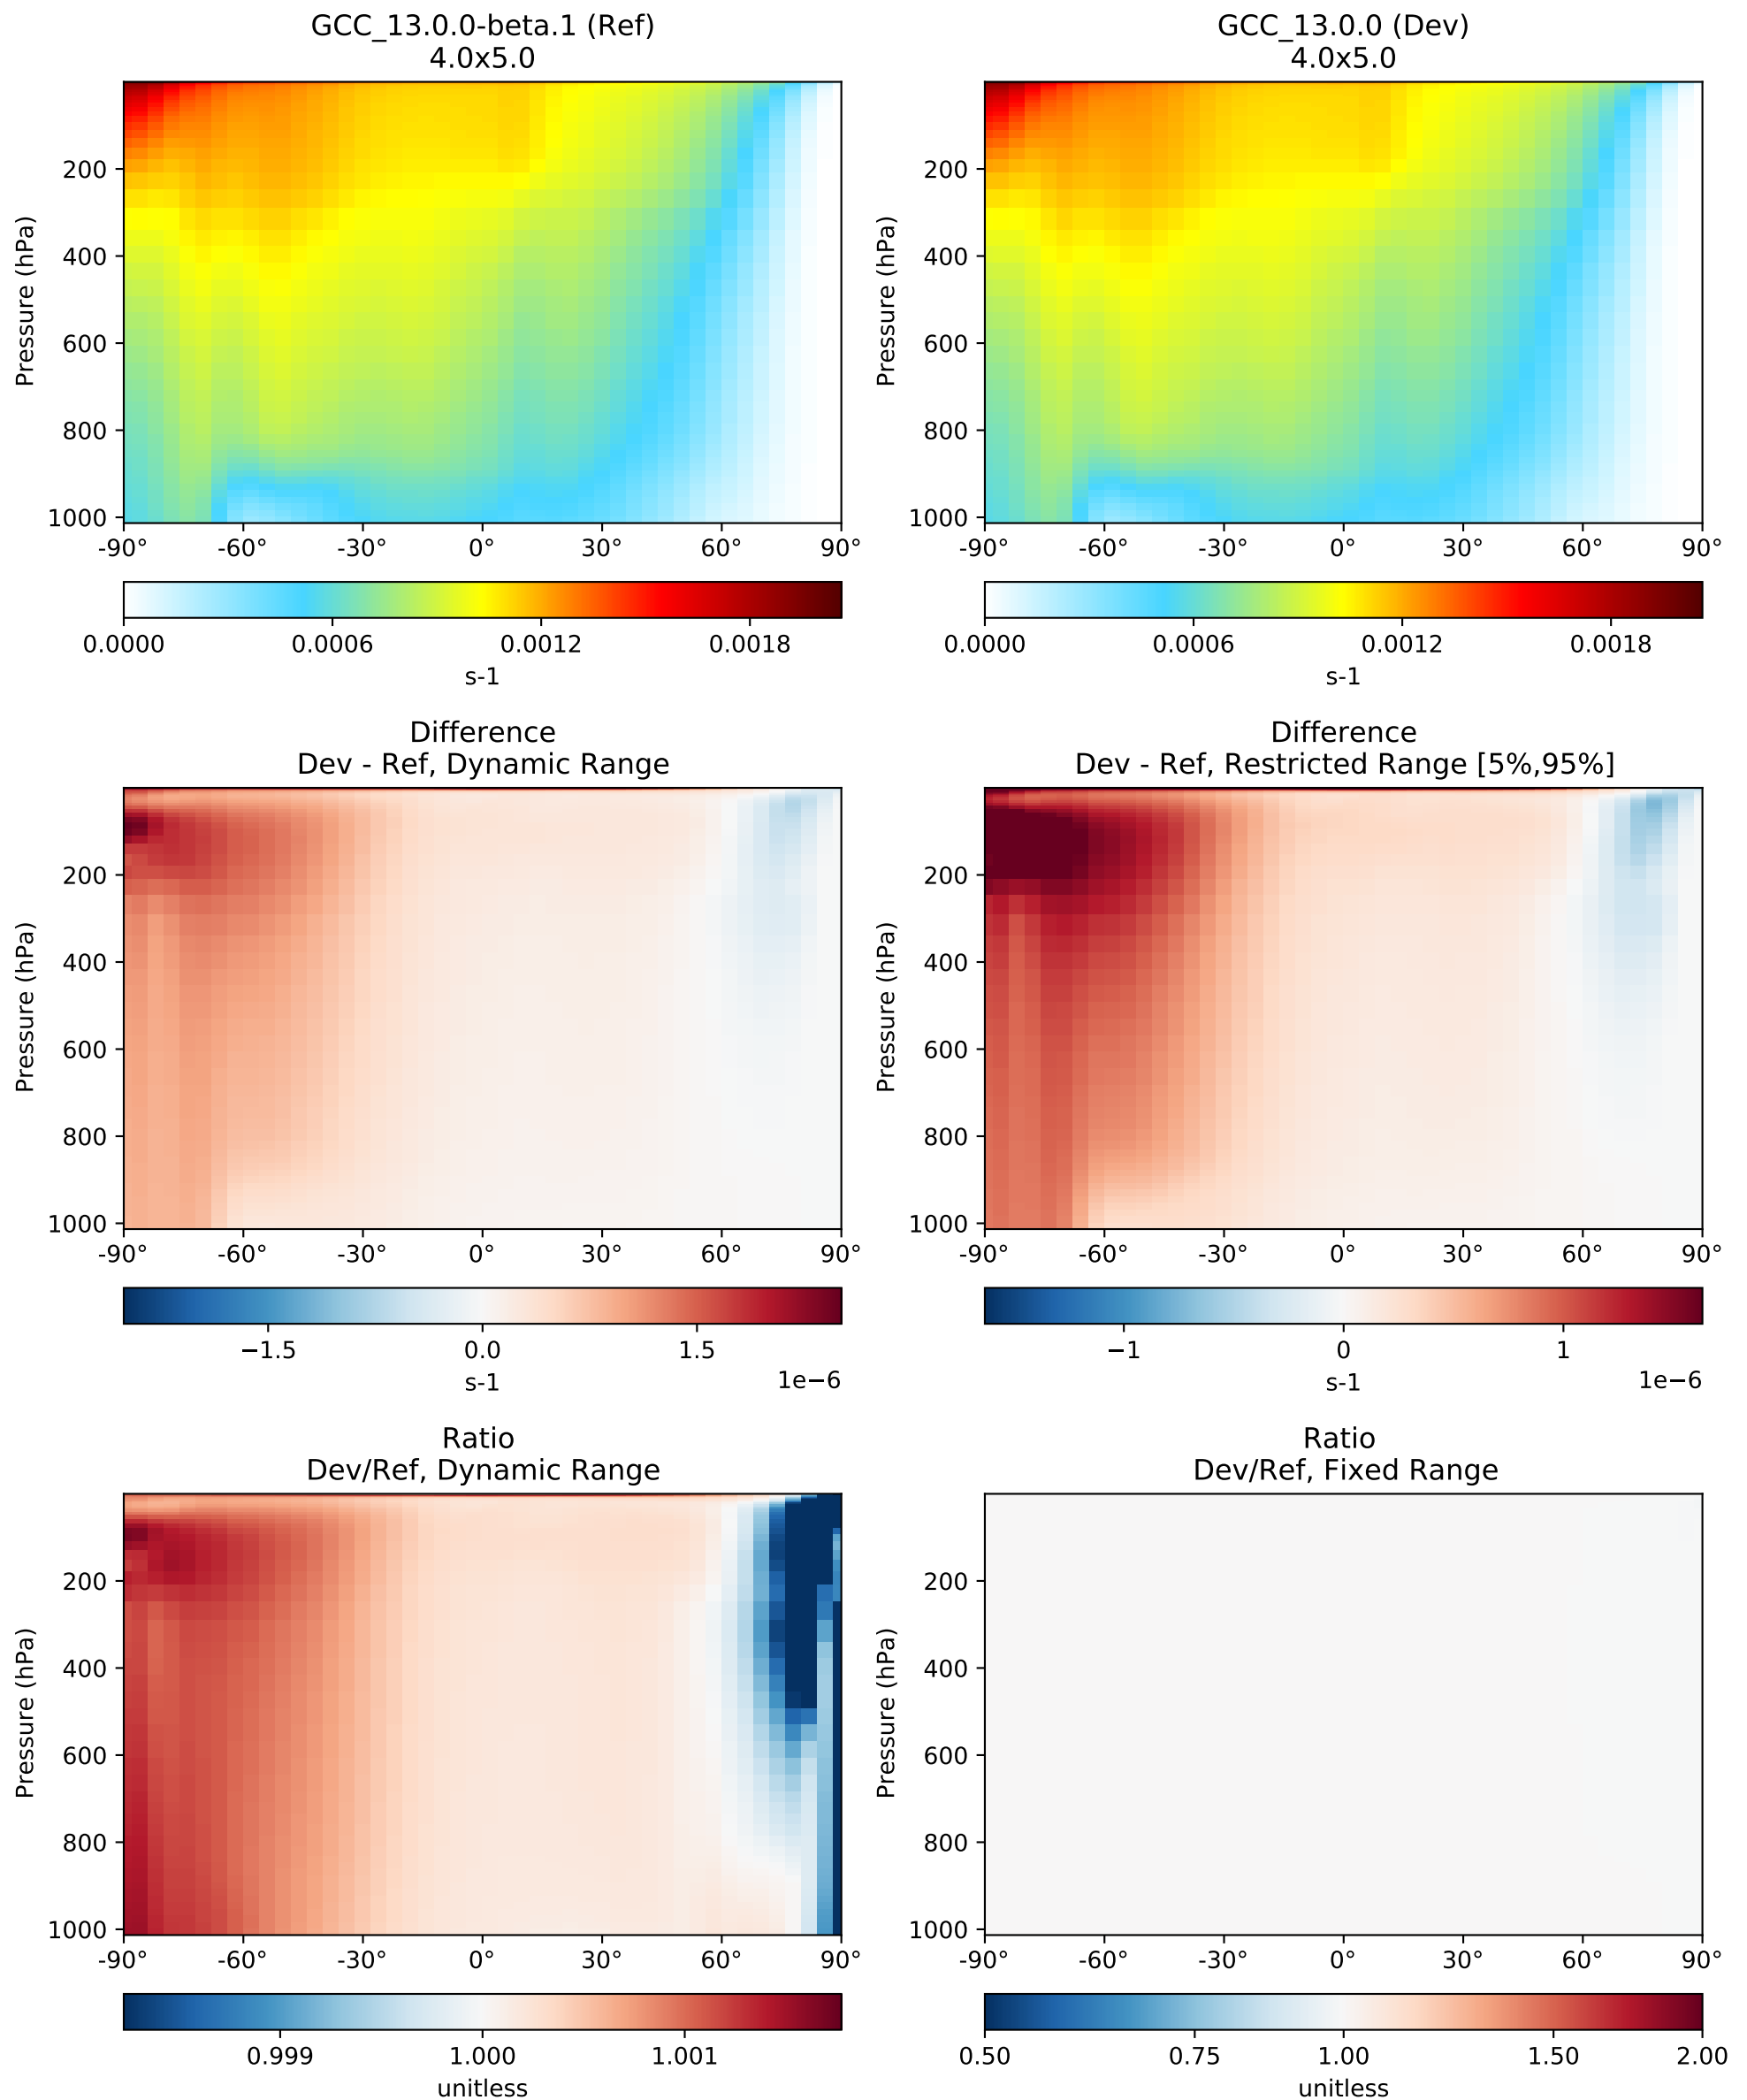 GCC_13.0.0-beta.1 (Ref)
4.0x5.0
Pressure (hPa)
200
400
600
800
1000
-90° -60° -30° 0° 30° 60° 90°
0.0000 0.0006 0.0012 0.0018
s-1
GCC_13.0.0 (Dev)
4.0x5.0
Pressure (hPa)
200
400
600
800
1000
-90° -60° -30° 0° 30° 60° 90°
0.0000 0.0006 0.0012 0.0018
s-1
Difference
Dev - Ref, Dynamic Range
Pressure (hPa)
200
400
600
800
1000
-90° -60° -30° 0° 30° 60° 90°
−1.5 0.0 1.5
s-1 1e−6
Difference
Dev - Ref, Restricted Range [5%,95%]
Pressure (hPa)
200
400
600
800
1000
-90° -60° -30° 0° 30° 60° 90°
−1 0 1
s-1 1e−6
Ratio
Dev/Ref, Dynamic Range
Pressure (hPa)
200
400
600
800
1000
-90° -60° -30° 0° 30° 60° 90°
0.999 1.000 1.001
unitless
Ratio
Dev/Ref, Fixed Range
Pressure (hPa)
200
400
600
800
1000
-90° -60° -30° 0° 30° 60° 90°
0.50 0.75 1.00 1.50 2.00
unitless